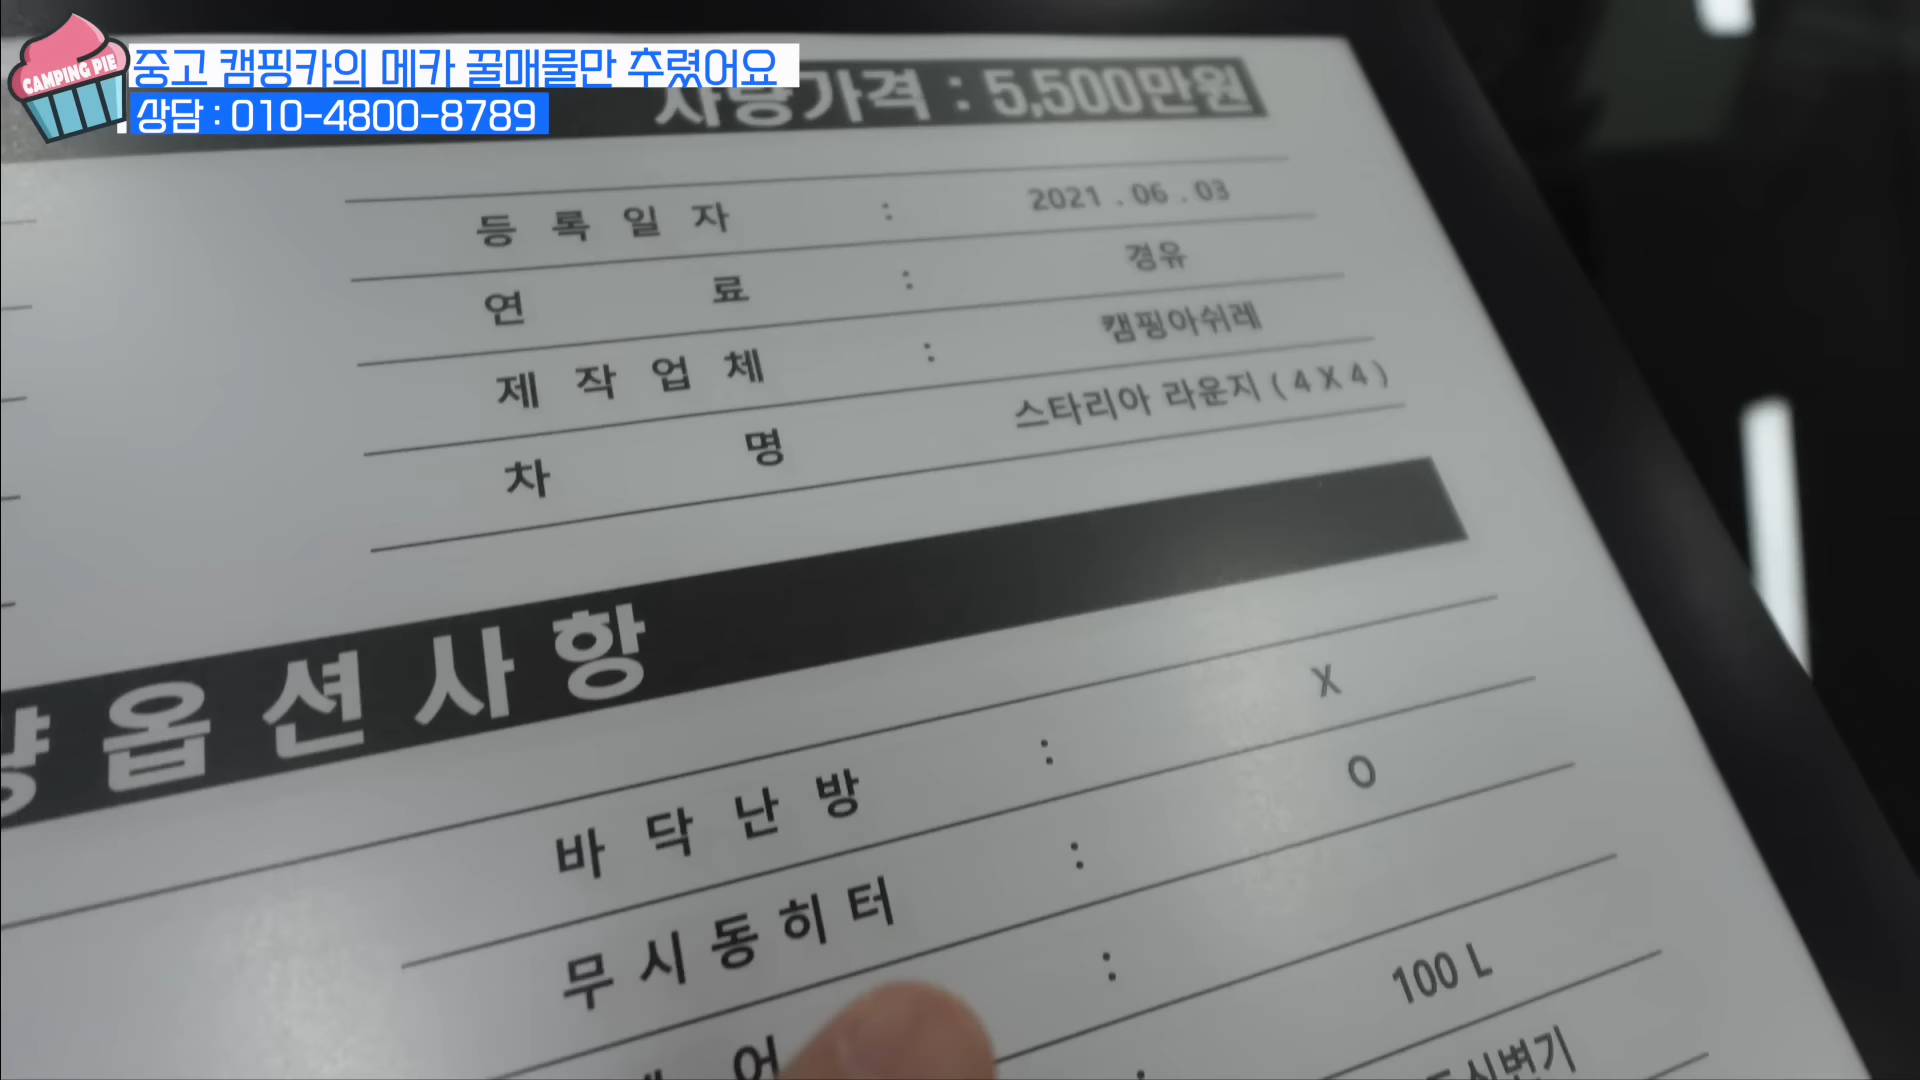 CAMPING PIE
중고 캠핑카의 메카 꿀매물만 추렸어요
상담 : 010-4800-8789
차량가격 : 5,500만원
등록일자 : 2021 . 06 . 03
연료 : 경유
제작업체 : 캠핑아쉬레
차명 스타리아 라운지 ( 4 X 4 )
옵션사항
바닥난방 : X
무시동히터 : O
어 : 100 L
: